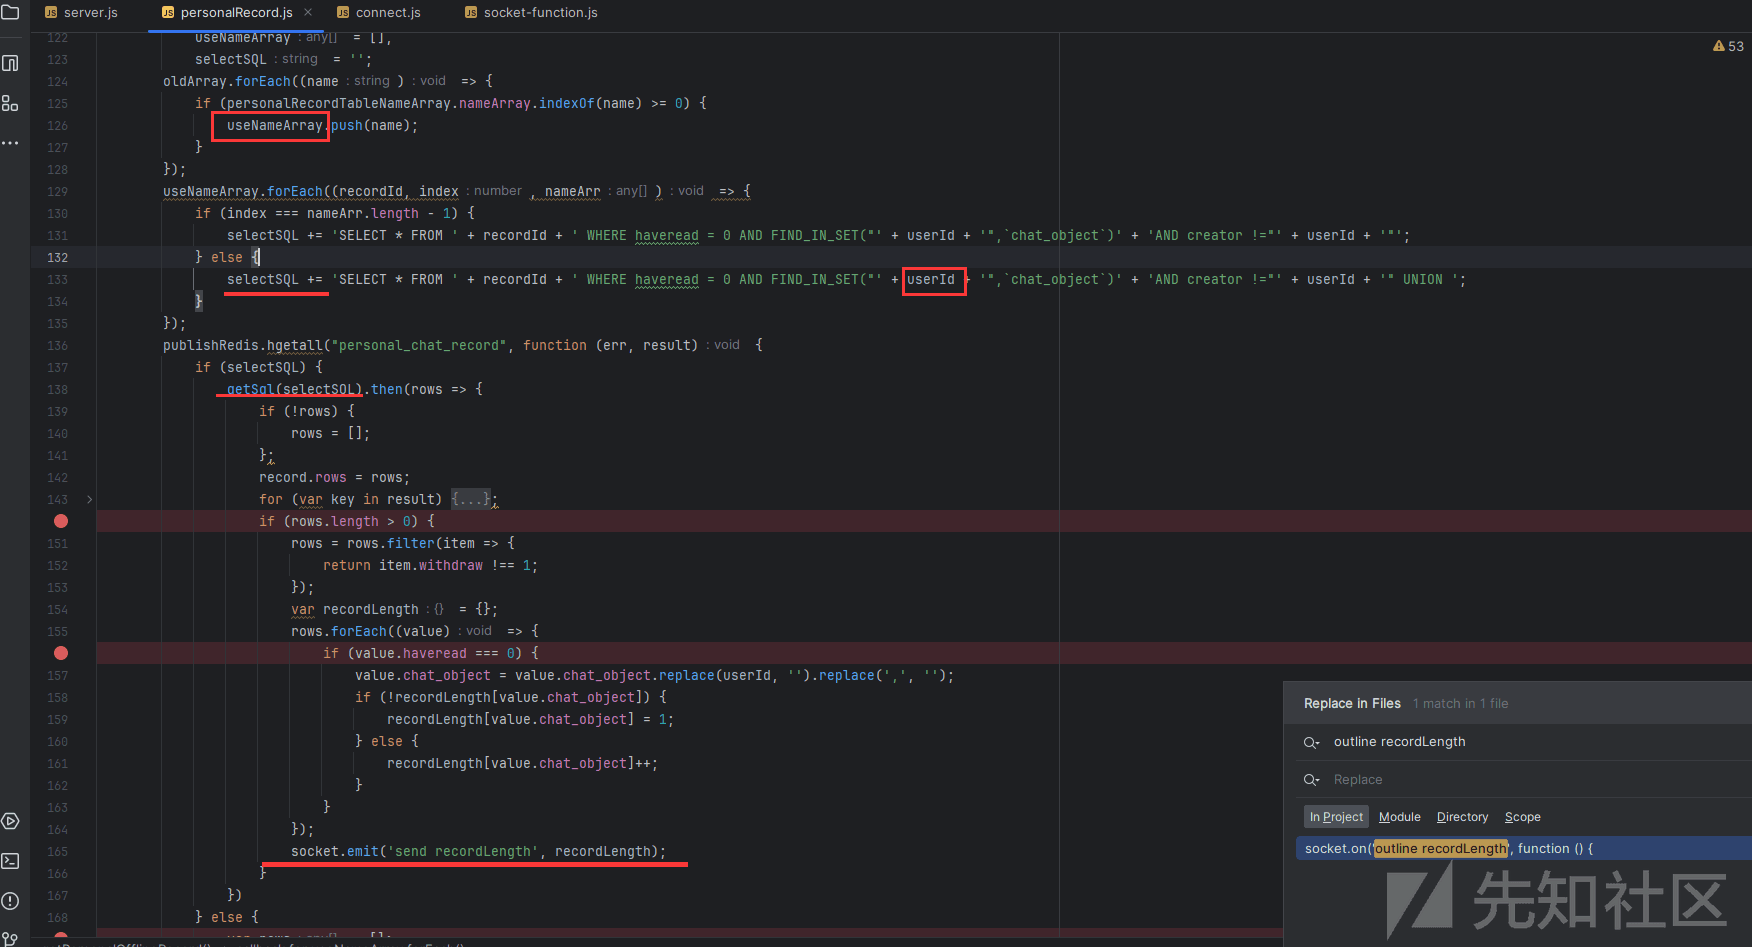 server.js personalRecord.js × connect.js socket-function.js
53
122 useNameArray : any[] = [],
123 selectSQL : string = '';
124 oldArray.forEach((name : string ) : void => {
125 if (personalRecordTableNameArray.nameArray.indexOf(name) >= 0) {
126 useNameArray.push(name);
127 }
128 });
129 useNameArray.forEach((recordId, index : number , nameArr : any[] ) : void => {
130 if (index === nameArr.length - 1) {
131 selectSQL += 'SELECT * FROM ' + recordId + ' WHERE haveread = 0 AND FIND_IN_SET("' + userId + '",`chat_object`)' + 'AND creator !="' + userId + '"';
132 } else {
133 selectSQL += 'SELECT * FROM ' + recordId + ' WHERE haveread = 0 AND FIND_IN_SET("' + userId + '",`chat_object`)' + 'AND creator !="' + userId + '" UNION ';
134 }
135 });
136 publishRedis.hgetall("personal_chat_record", function (err, result) : void {
137 if (selectSQL) {
138 getSql(selectSQL).then(rows => {
139 if (!rows) {
140 rows = [];
141 };
142 record.rows = rows;
143 for (var key in result) {...};
if (rows.length > 0) {
151 rows = rows.filter(item => {
152 return item.withdraw !== 1;
153 });
154 var recordLength : {} = {};
155 rows.forEach((value) : void => {
if (value.haveread === 0) {
157 value.chat_object = value.chat_object.replace(userId, '').replace(',', '');
158 if (!recordLength[value.chat_object]) {
159 recordLength[value.chat_object] = 1;
160 } else {
161 recordLength[value.chat_object]++;
162 }
163 }
164 });
165 socket.emit('send recordLength', recordLength);
166 }
167 })
168 } else {
Replace in Files 1 match in 1 file
outline recordLength
Replace
In Project Module Directory Scope
socket.on('outline recordLength', function () {
先知社区